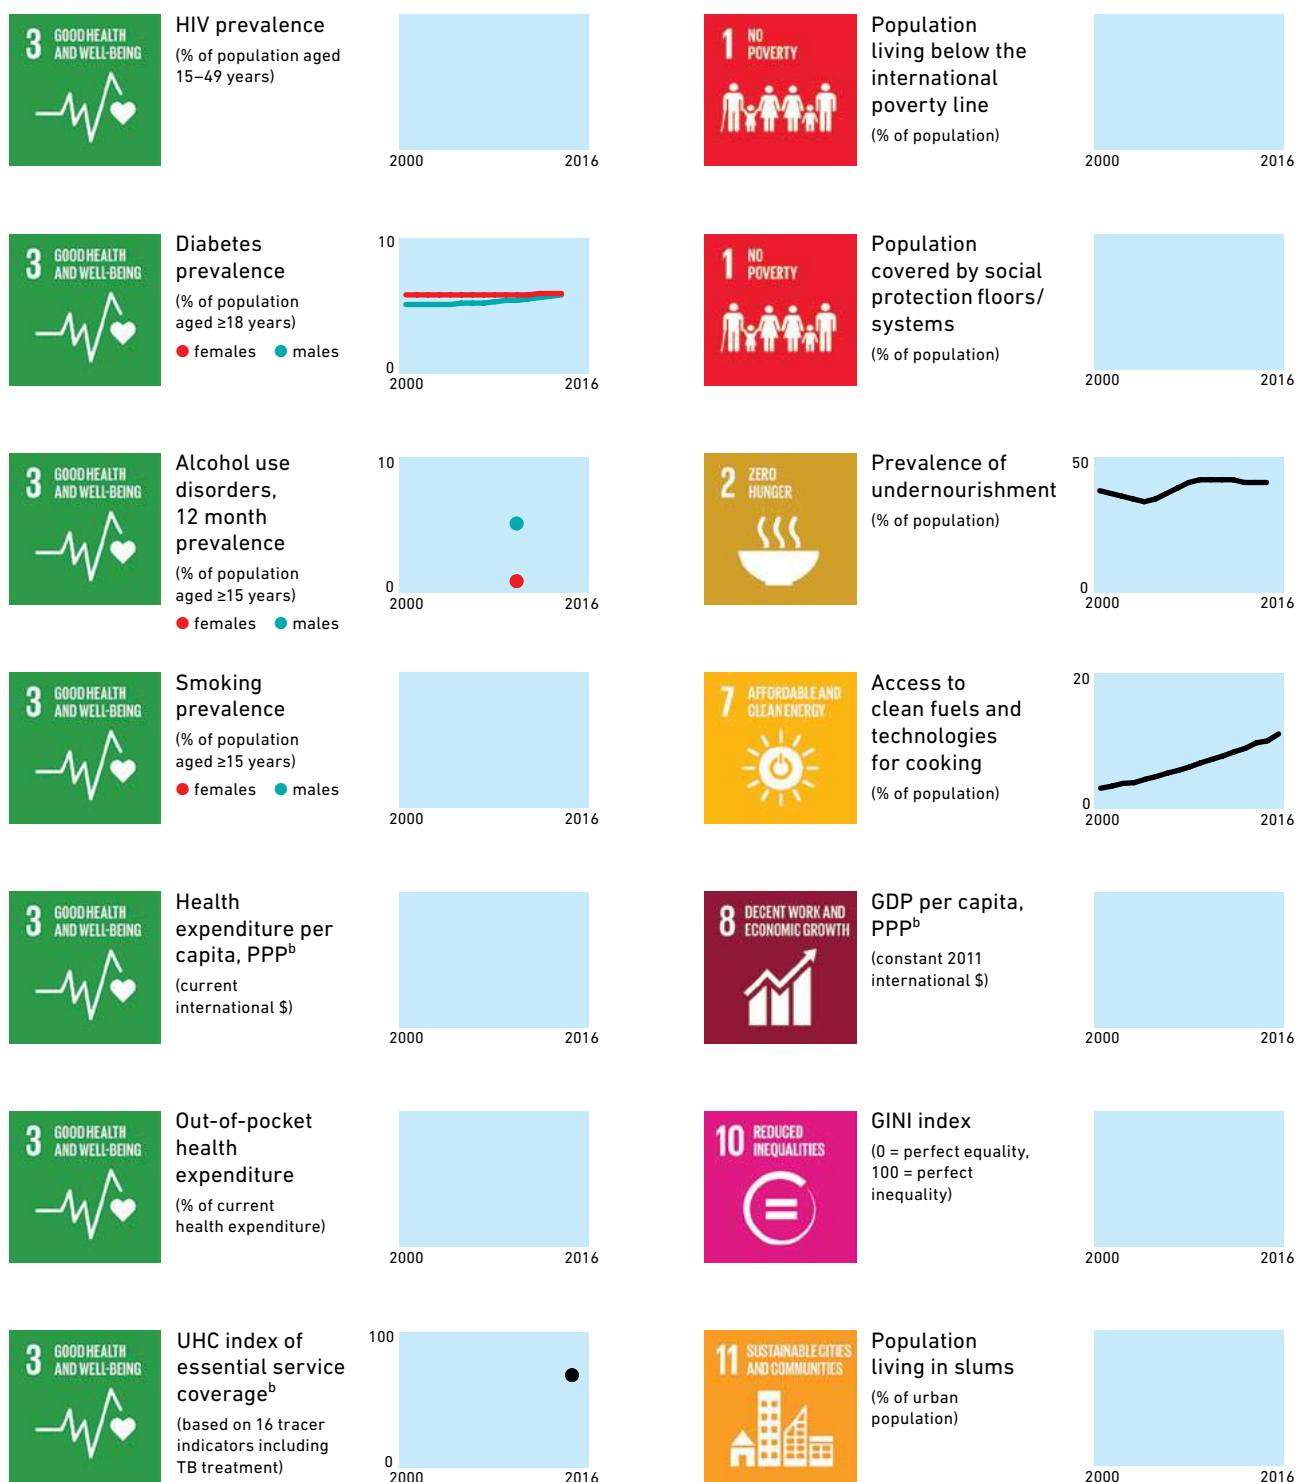 3 GOOD HEALTH
AND WELL-BEING
HIV prevalence
(% of population aged
15–49 years)
2000 2016
3 GOOD HEALTH
AND WELL-BEING
Diabetes
prevalence
(% of population
aged ≥18 years)
females males
10
0
2000 2016
3 GOOD HEALTH
AND WELL-BEING
Alcohol use
disorders,
12 month
prevalence
(% of population
aged ≥15 years)
females males
10
0
2000 2016
3 GOOD HEALTH
AND WELL-BEING
Smoking
prevalence
(% of population
aged ≥15 years)
females males
2000 2016
3 GOOD HEALTH
AND WELL-BEING
Health
expenditure per
capita, PPPb
(current
international $)
2000 2016
3 GOOD HEALTH
AND WELL-BEING
Out-of-pocket
health
expenditure
(% of current
health expenditure)
2000 2016
3 GOOD HEALTH
AND WELL-BEING
UHC index of
essential service
coverageb
(based on 16 tracer
indicators including
TB treatment)
100
0
2000 2016
1 NO
POVERTY
Population
living below the
international
poverty line
(% of population)
2000 2016
1 NO
POVERTY
Population
covered by social
protection floors/
systems
(% of population)
2000 2016
2 ZERO
HUNGER
Prevalence of
undernourishment
(% of population)
50
0
2000 2016
7 AFFORDABLE AND
CLEAN ENERGY
Access to
clean fuels and
technologies
for cooking
(% of population)
20
0
2000 2016
8 DECENT WORK AND
ECONOMIC GROWTH
GDP per capita,
PPPb
(constant 2011
international $)
2000 2016
10 REDUCED
INEQUALITIES
GINI index
(0 = perfect equality,
100 = perfect
inequality)
2000 2016
11 SUSTAINABLE CITIES
AND COMMUNITIES
Population
living in slums
(% of urban
population)
2000 2016